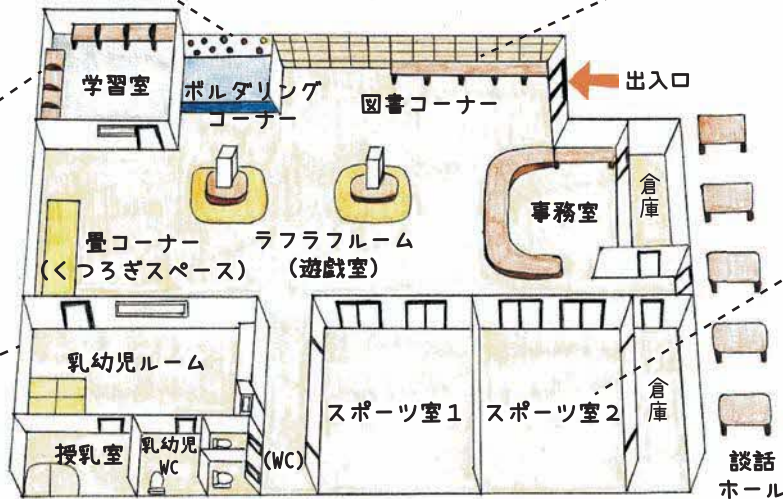 学習室
ボルダリング
コーナー
図書コーナー
出入口
畳コーナー
(くつろぎスペース)
ラフラフルーム
(遊戯室)
事務室
倉庫
乳幼児ルーム
スポーツ室1
スポーツ室2
倉庫
授乳室
乳幼児
WC
(WC)
談話
ホール